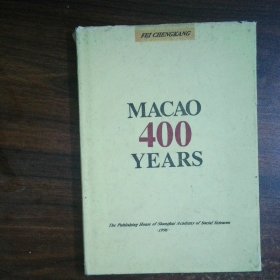 FEI CHENGKANG
MACAO
400
YEARS
The Publishing House of Shanghai Academy of Social Sciences
1996